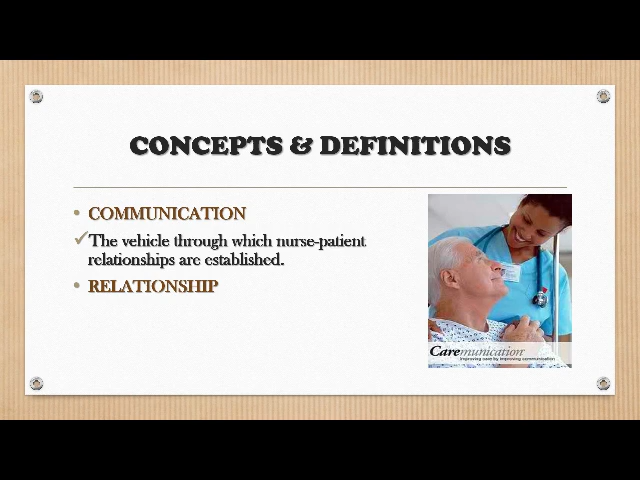 CONCEPTS & DEFINITIONS
• COMMUNICATION
✓The vehicle through which nurse-patient
relationships are established.
• RELATIONSHIP
Caremunication
Improving care by improving communication